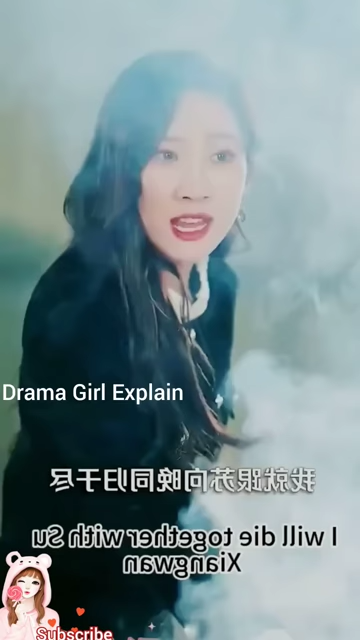 Drama Girl Explain
我就跟苏向晚同归于尽
I will die together with Su
Xiangwan
Subscribe